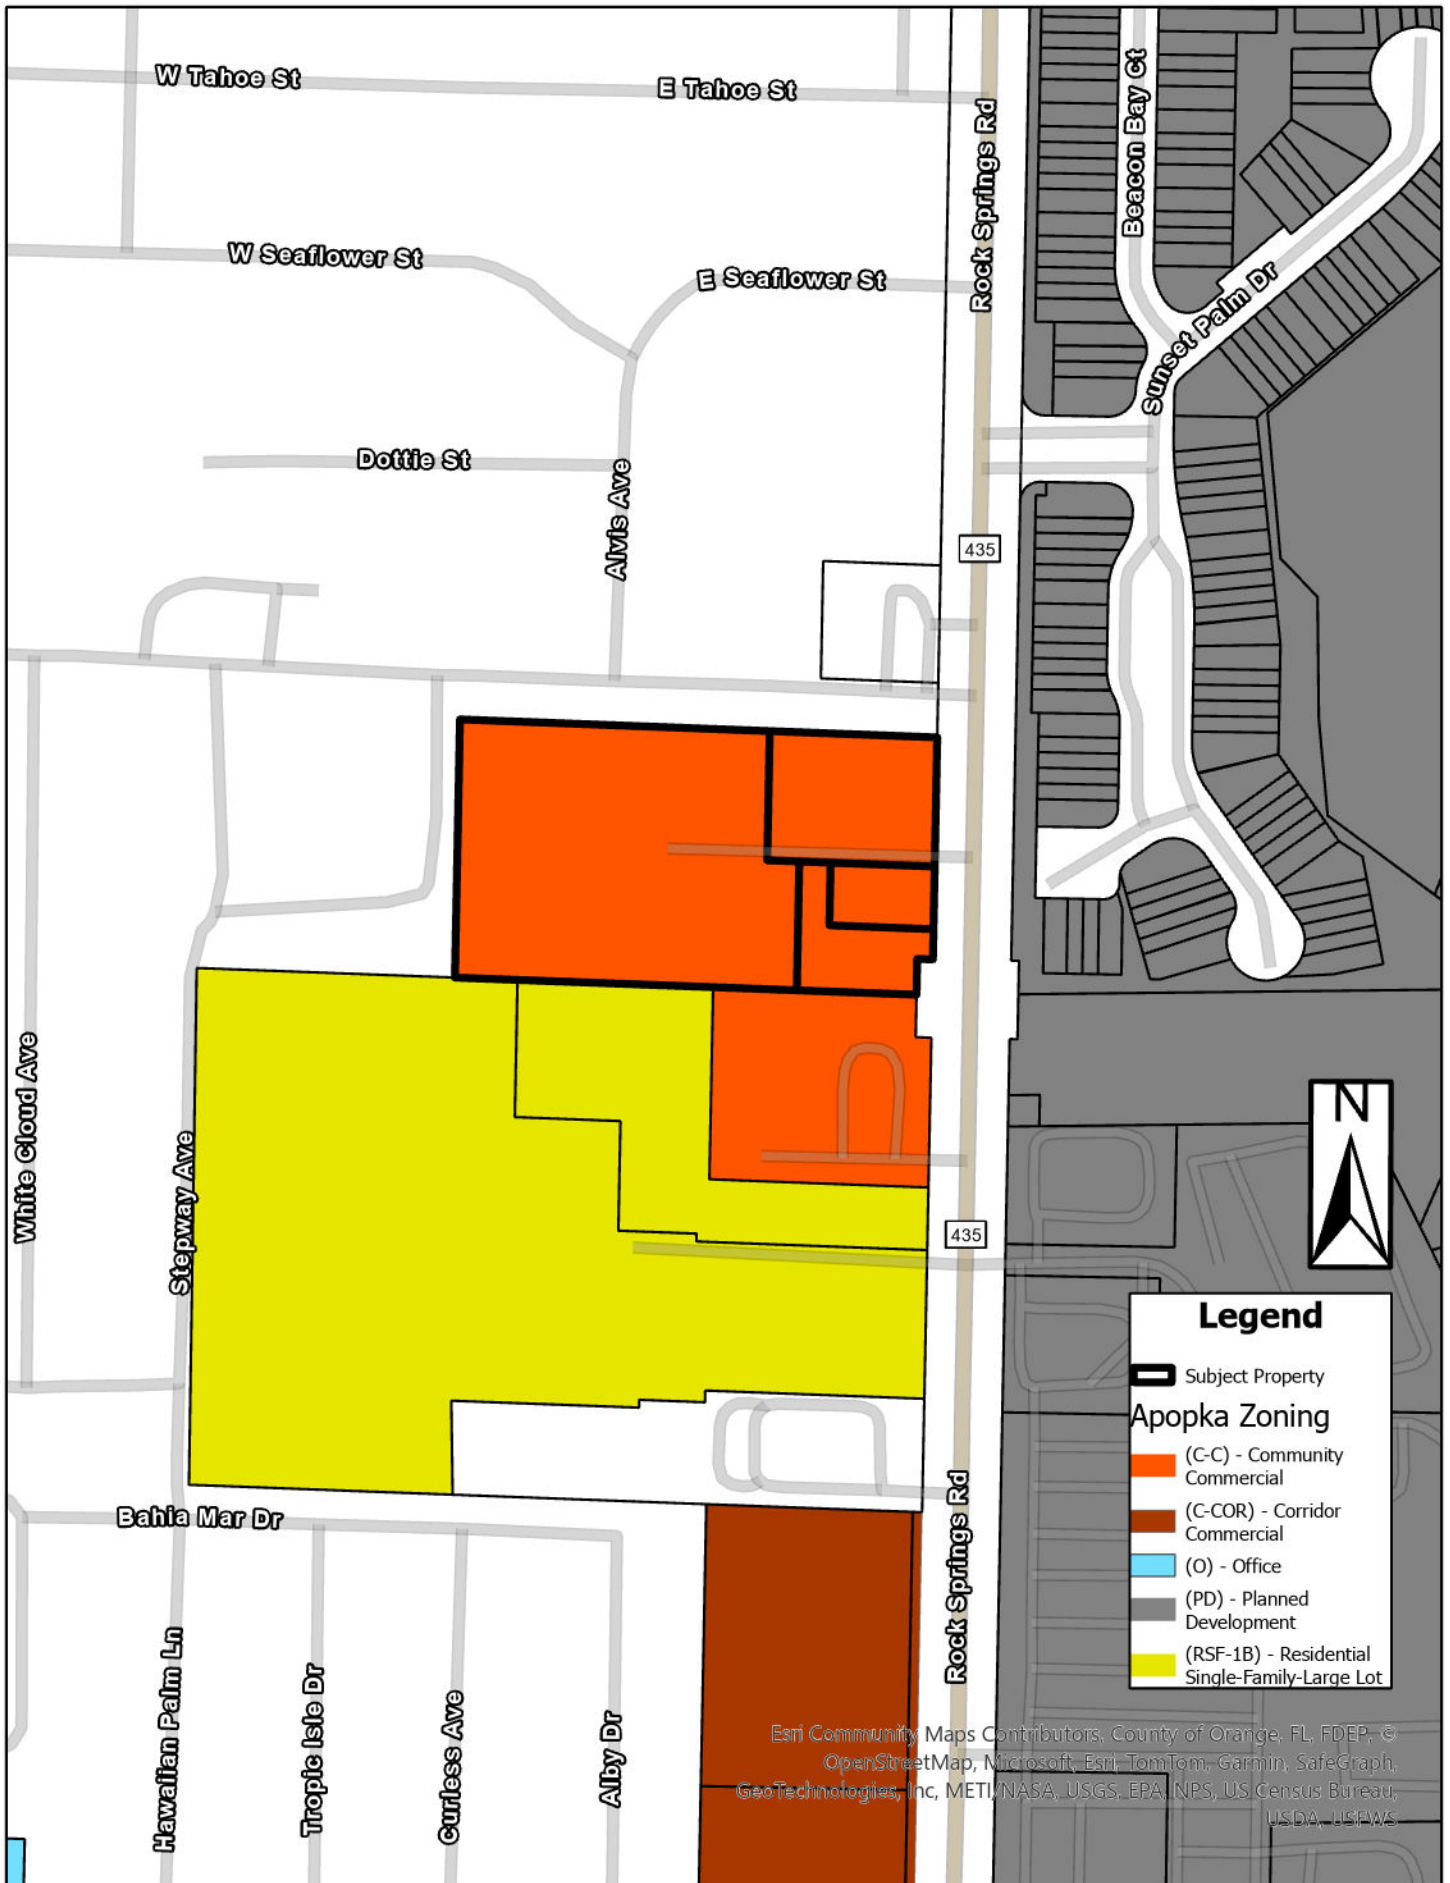 W Tahoe St
E Tahoe St
Rock Springs Rd
Beacon Bay Ct
W Seaflower St
E Seaflower St
Sunset Palm Dr
Dottie St
Alvis Ave
435
White Cloud Ave
Stepway Ave
435
N
Legend
Subject Property
Apopka Zoning
(C-C) - Community
Commercial
(C-COR) - Corridor
Commercial
(O) - Office
(PD) - Planned
Development
(RSF-1B) - Residential
Single-Family-Large Lot
Bahia Mar Dr
Rock Springs Rd
Hawaiian Palm Ln
Tropic Isle Dr
Curless Ave
Alby Dr
Esri Community Maps Contributors, County of Orange, FL, FDEP, ©
OpenStreetMap, Microsoft, Esri, TomTom, Garmin, SafeGraph,
GeoTechnologies, Inc, METI/NASA, USGS, EPA, NPS, US Census Bureau,
USDA, USFWS